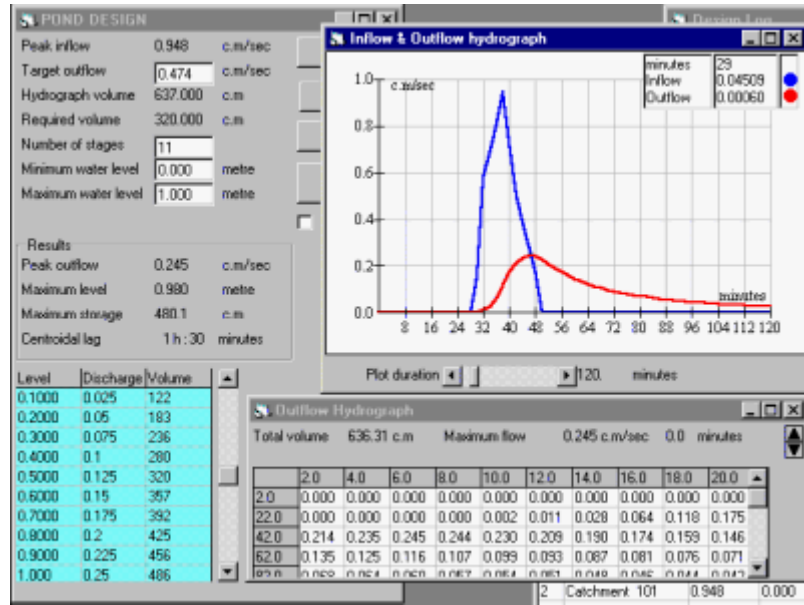 POND DESIGN
Peak inflow 0.948 c.m/sec
Target outflow 0.474 c.m/sec
Hydrograph volume 637.000 c.m
Required volume 320.000 c.m
Number of stages 11
Minimum water level 0.000 metre
Maximum water level 1.000 metre
Results
Peak outflow 0.245 c.m/sec
Maximum level 0.980 metre
Maximum storage 480.1 c.m
Centroidal lag 1 h : 30 minutes
Level Discharge Volume
0.1000 0.025 122
0.2000 0.05 183
0.3000 0.075 236
0.4000 0.1 280
0.5000 0.125 320
0.6000 0.15 357
0.7000 0.175 392
0.8000 0.2 425
0.9000 0.225 456
1.000 0.25 486
Design Log
Inflow & Outflow hydrograph
minutes 29
Inflow 0.04509
Outflow 0.00060
c.m/sec
1.0
0.8
0.6
0.4
0.2
0.0
minutes
8 16 24 32 40 48 56 64 72 80 88 96 104 112 120
Plot duration 120. minutes
Outflow Hydrograph
Total volume 636.31 c.m Maximum flow 0.245 c.m/sec 0.0 minutes
2.0 4.0 6.0 8.0 10.0 12.0 14.0 16.0 18.0 20.0
2.0 0.000 0.000 0.000 0.000 0.000 0.000 0.000 0.000 0.000 0.000
22.0 0.000 0.000 0.000 0.000 0.002 0.011 0.028 0.064 0.118 0.175
42.0 0.214 0.235 0.245 0.244 0.230 0.209 0.190 0.174 0.159 0.146
62.0 0.135 0.125 0.116 0.107 0.099 0.093 0.087 0.081 0.076 0.071
2 Catchment 101 0.948 0.000